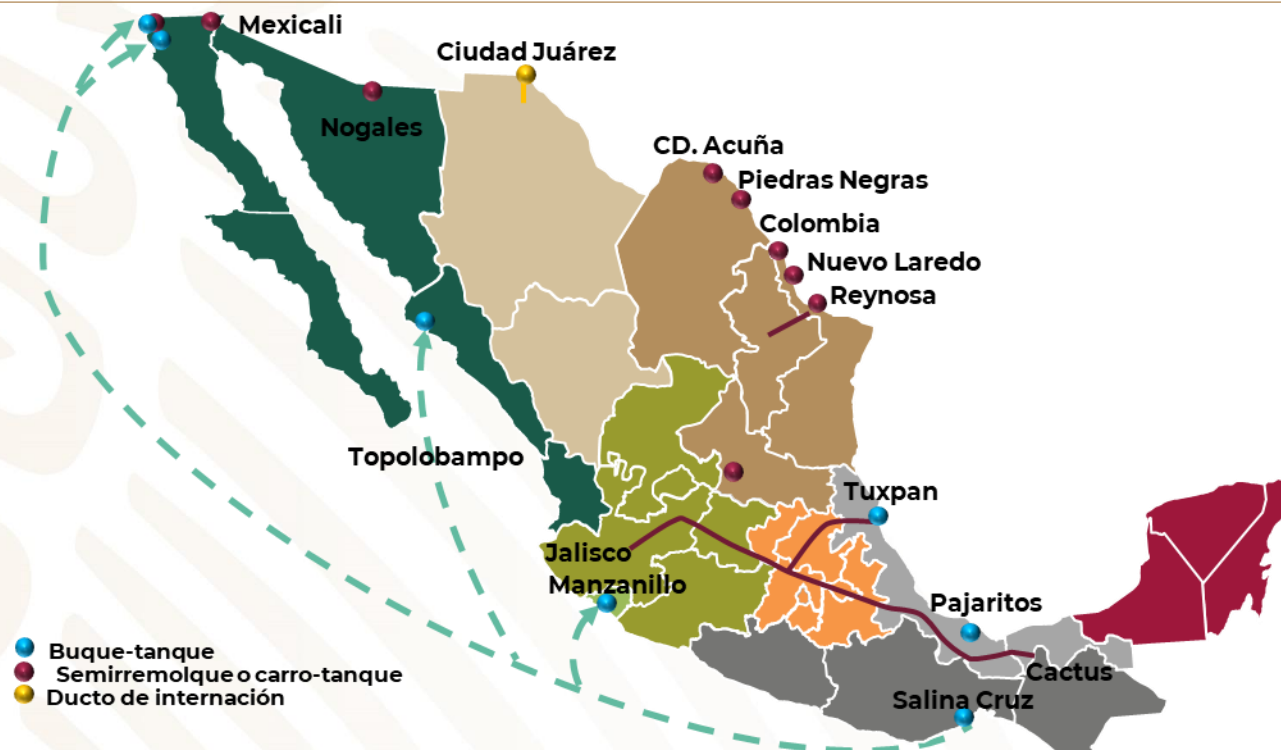 Mexicali
Ciudad Juárez
Nogales
CD. Acuña
Piedras Negras
Colombia
Nuevo Laredo
Reynosa
Topolobampo
Tuxpan
Jalisco
Manzanillo
Pajaritos
Cactus
Salina Cruz
Buque-tanque
Semirremolque o carro-tanque
Ducto de internación